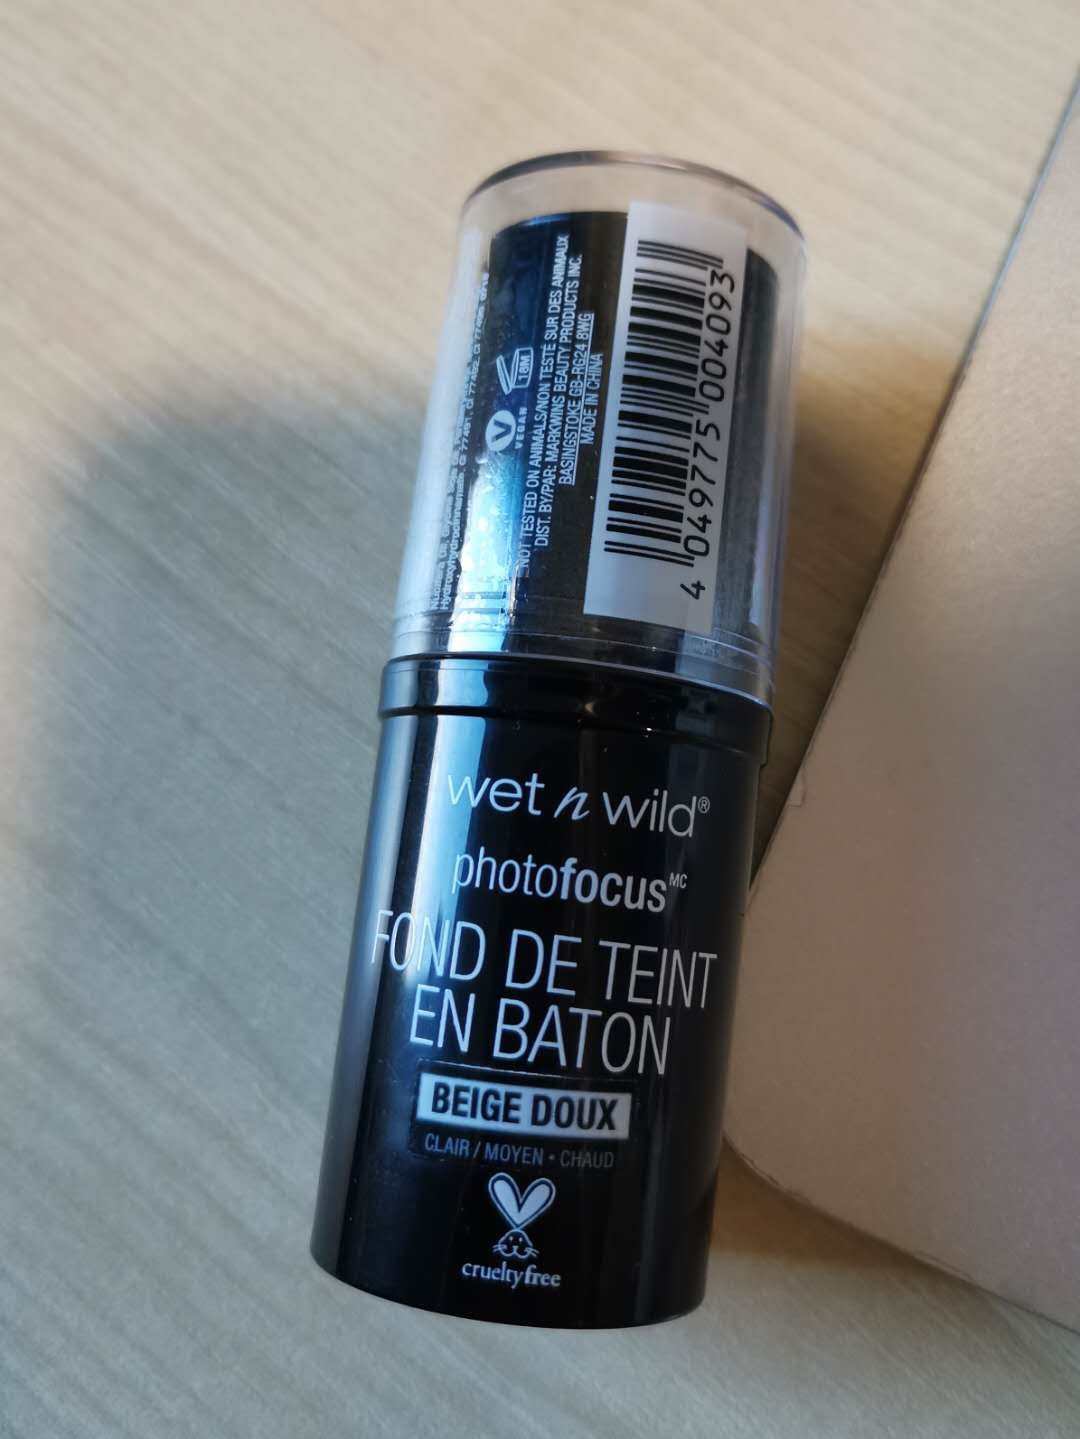 VEGAN
18M
NOT TESTED ON ANIMALS/NON TESTÉ SUR DES ANIMAUX
DIST. BY/PAR: MARKWINS BEAUTY PRODUCTS INC.
BASINGSTOKE GB-RG24 8WG
MADE IN CHINA
4 049775 004093
wet n wild®
photofocus MC
FOND DE TEINT
EN BATON
BEIGE DOUX
CLAIR / MOYEN • CHAUD
crueltyfree